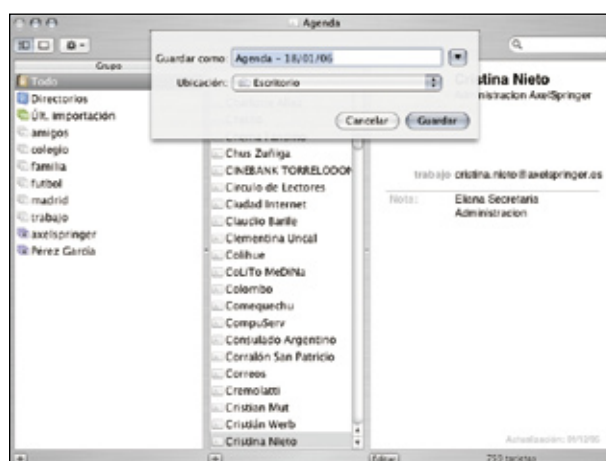 Agenda
Guardar como: Agenda - 18/01/06
Ubicación: Escritorio
Cancelar
Guardar
Grupo
Todo
Directorios
Últ. importación
amigos
colegio
familia
futbol
madrid
trabajo
axelspringer
Perez Garcia
Chus Zuñiga
CINEBANK TORRELODON
Circulo de Lectores
Ciudad Internet
Claudio Barile
Clementina Uncal
Colihue
CoLiTo MeDiNa
Colombo
Comequechu
CompuServ
Consulado Argentino
Corralón San Patricio
Correos
Cremolatti
Cristian Mut
Cristián Werb
Cristina Nieto
stina Nieto
ministracion AxelSpringer
trabajo cristina.nieto@axelspringer.es
Nota: Eliana Secretaria
Administracion
Editar